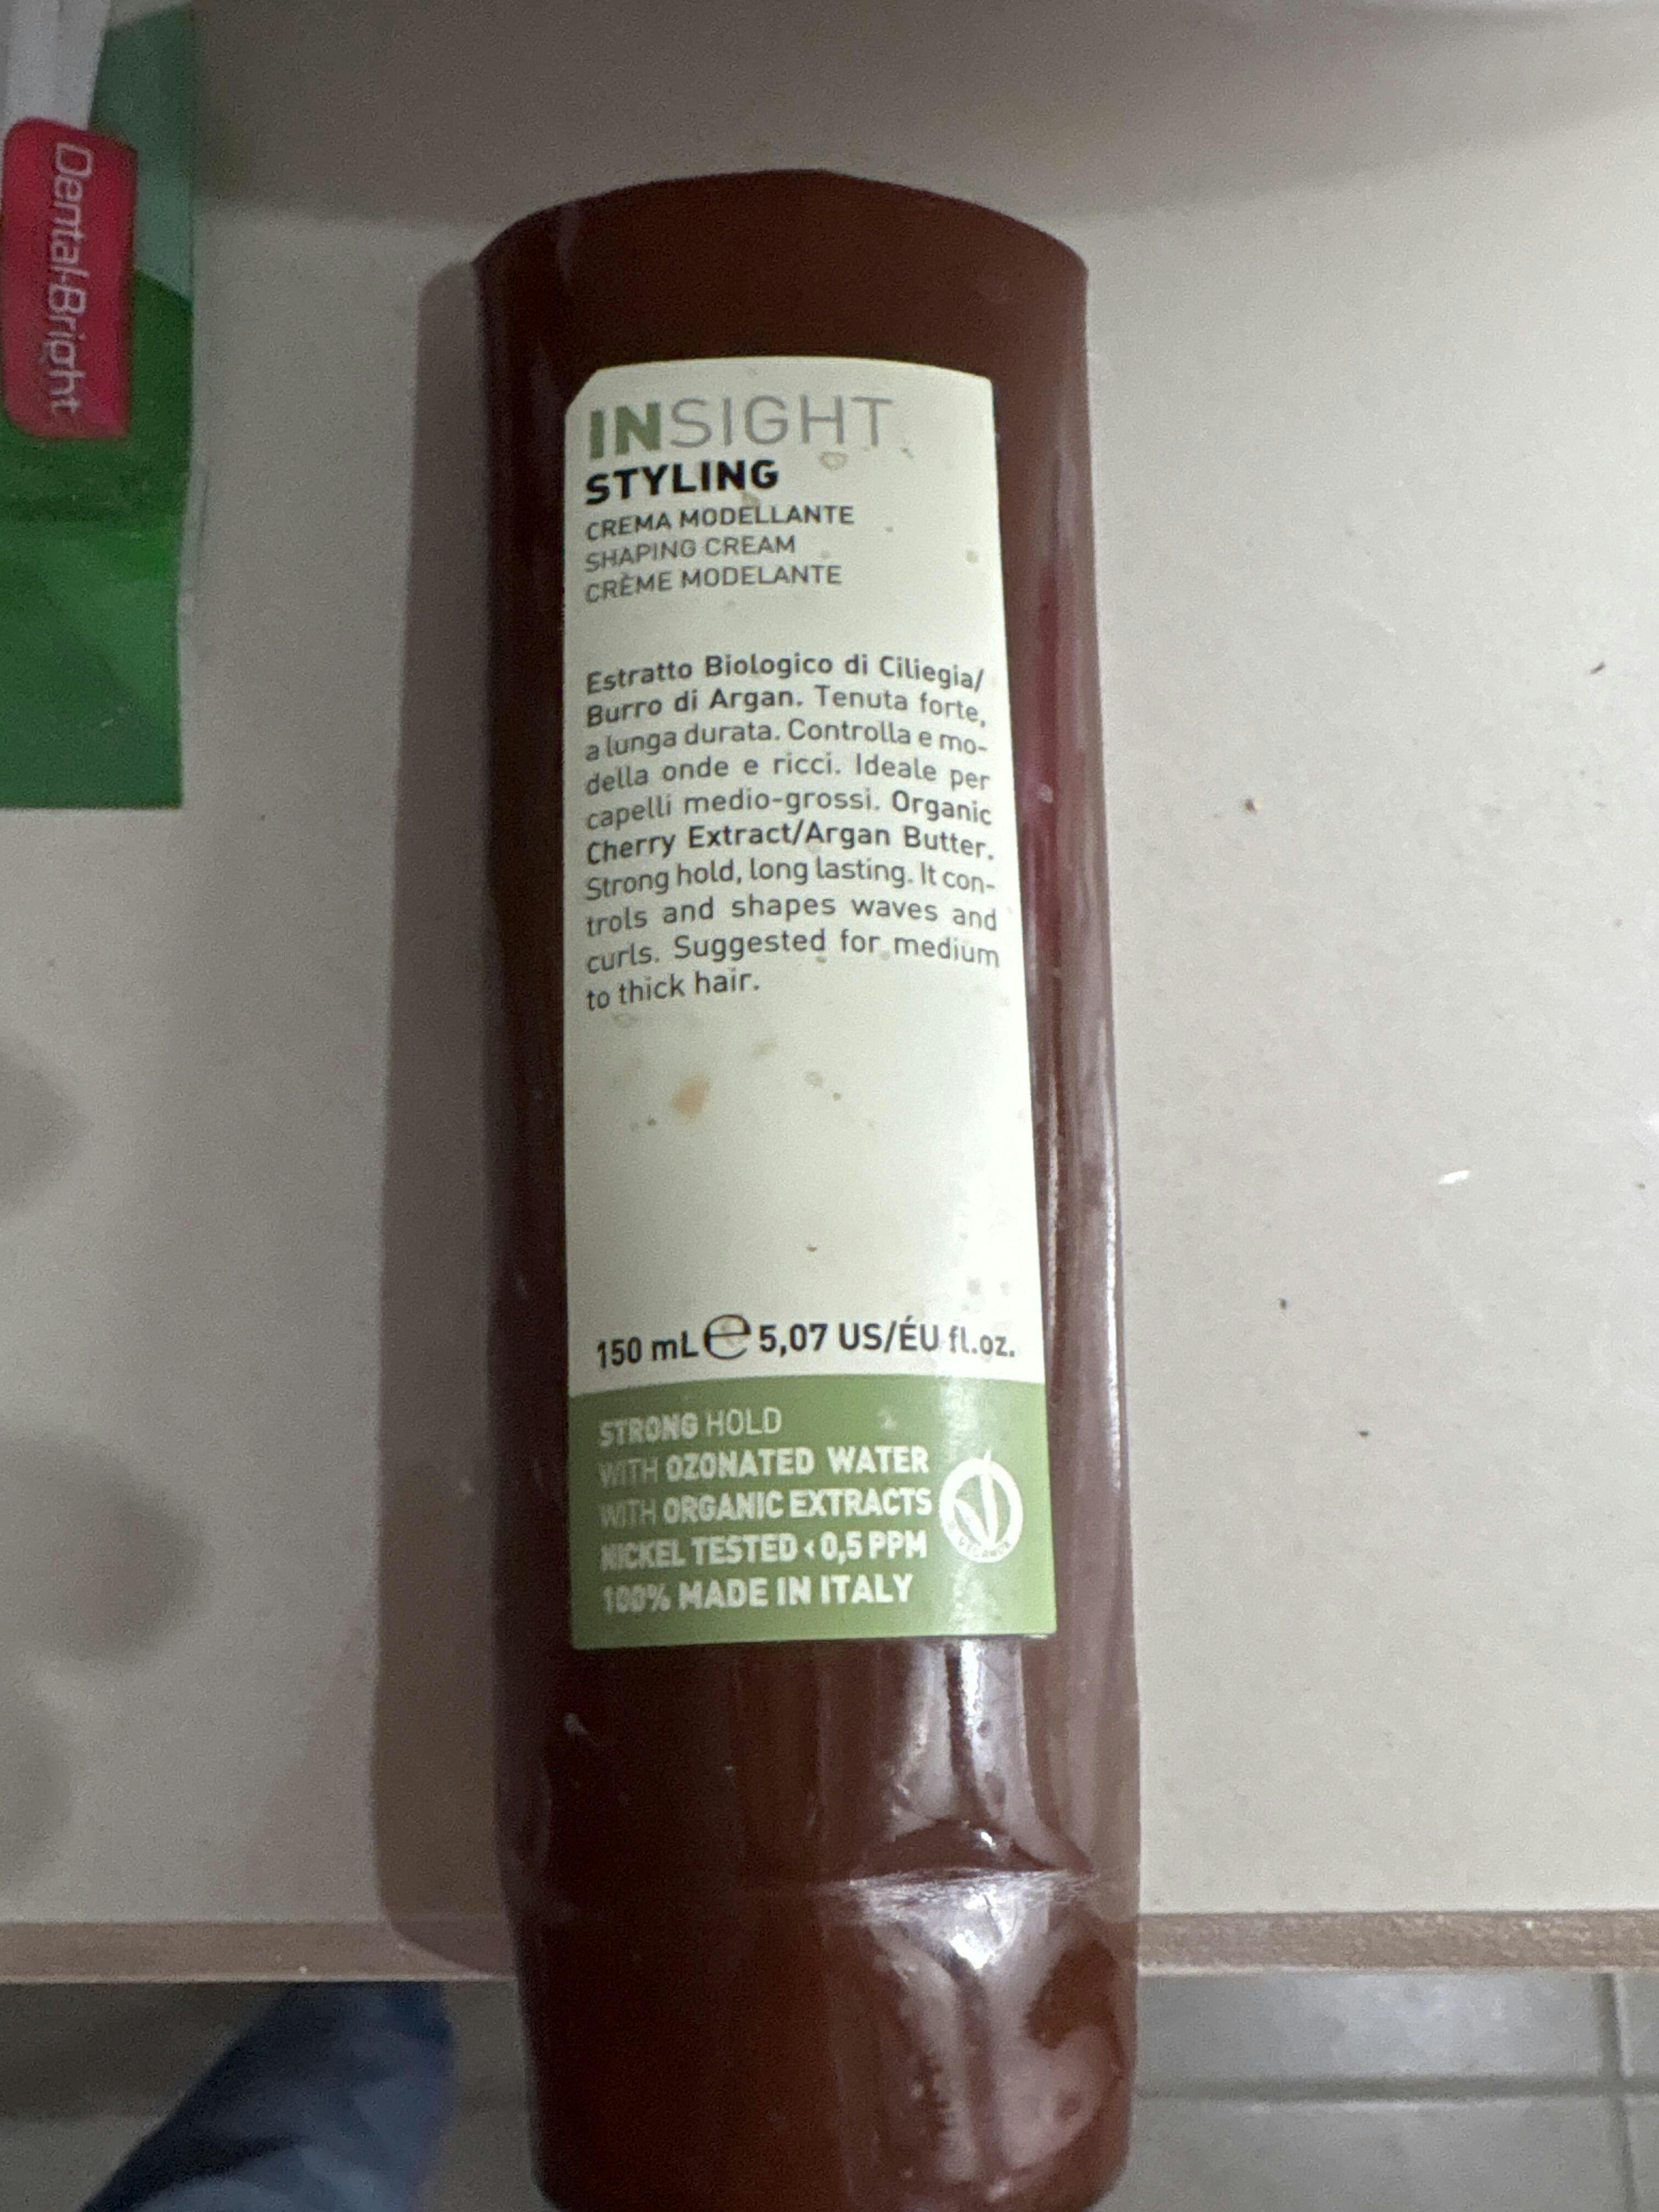 Dental Bright
INSIGHT
STYLING
CREMA MODELLANTE
SHAPING CREAM
CRÈME MODELANTE
Estratto Biologico di Ciliegia/
Burro di Argan. Tenuta forte,
a lunga durata. Controlla e mo-
della onde e ricci. Ideale per
capelli medio-grossi. Organic
Cherry Extract/Argan Butter.
Strong hold, long lasting. It con-
trols and shapes waves and
curls. Suggested for medium
to thick hair.
150 mL e 5,07 US/ÉU fl.oz.
STRONG HOLD
WITH OZONATED WATER
WITH ORGANIC EXTRACTS
NICKEL TESTED <0,5 PPM
100% MADE IN ITALY